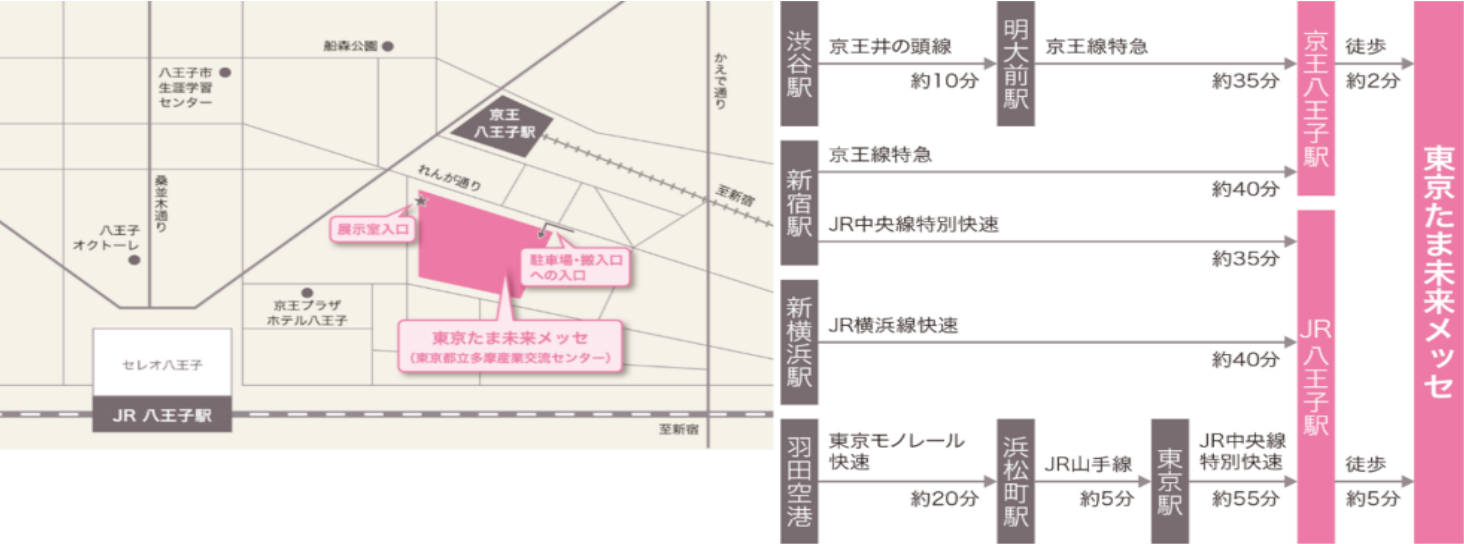 船森公園
八王子市
生涯学習
センター
かえで通り
京王
八王子駅
れんが通り
至新宿
桑並木通り
展示室入口
八王子
オクトーレ
駐車場・搬入口
への入口
京王プラザ
ホテル八王子
東京たま未来メッセ
(東京都立多摩産業交流センター)
セレオ八王子
JR 八王子駅
至新宿
渋谷駅
京王井の頭線
約10分
明大前駅
京王線特急
約35分
京王八王子駅
徒歩
約2分
新宿駅
京王線特急
約40分
JR中央線特別快速
約35分
新横浜駅
JR横浜線快速
約40分
JR八王子駅
羽田空港
東京モノレール
快速
約20分
浜松町駅
JR山手線
約5分
東京駅
JR中央線
特別快速
約55分
徒歩
約5分
東京たま未来メッセ